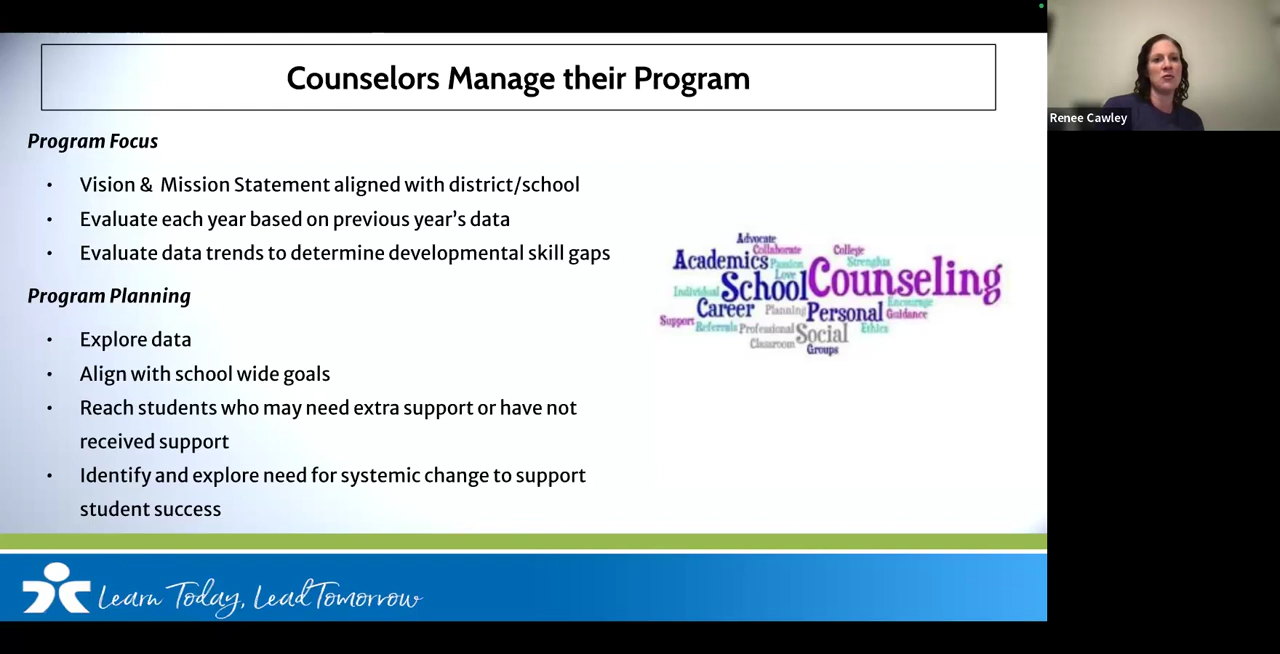 Counselors Manage their Program
Renee Cawley
Program Focus
• Vision & Mission Statement aligned with district/school
• Evaluate each year based on previous year's data
• Evaluate data trends to determine developmental skill gaps
Program Planning
• Explore data
• Align with school wide goals
• Reach students who may need extra support or have not
received support
• Identify and explore need for systemic change to support
student success
Advocate
Collaborate
College
Academics
Passion
Strengths
Love
Counseling
Individual
School
Encourage
Career
Planning
Personal
Guidance
Support
Referrals
Professional
Social
Ethics
Classroom
Groups
Learn Today, Lead Tomorrow